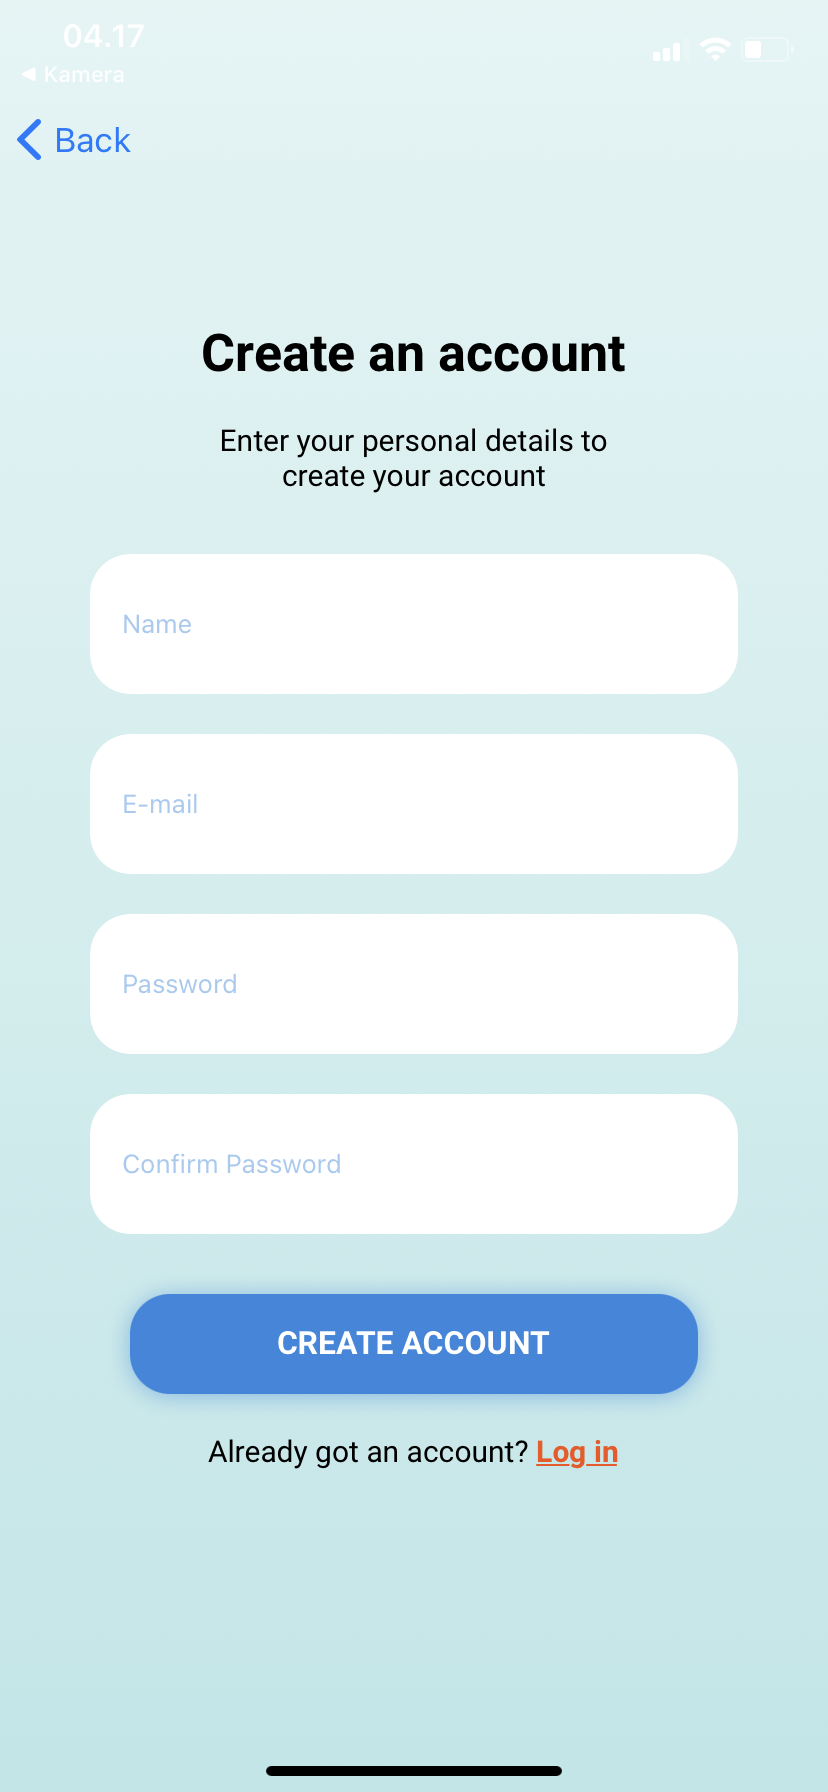 04.17
◀ Kamera
Back
Create an account
Enter your personal details to
create your account
Name
E-mail
Password
Confirm Password
CREATE ACCOUNT
Already got an account? Log in